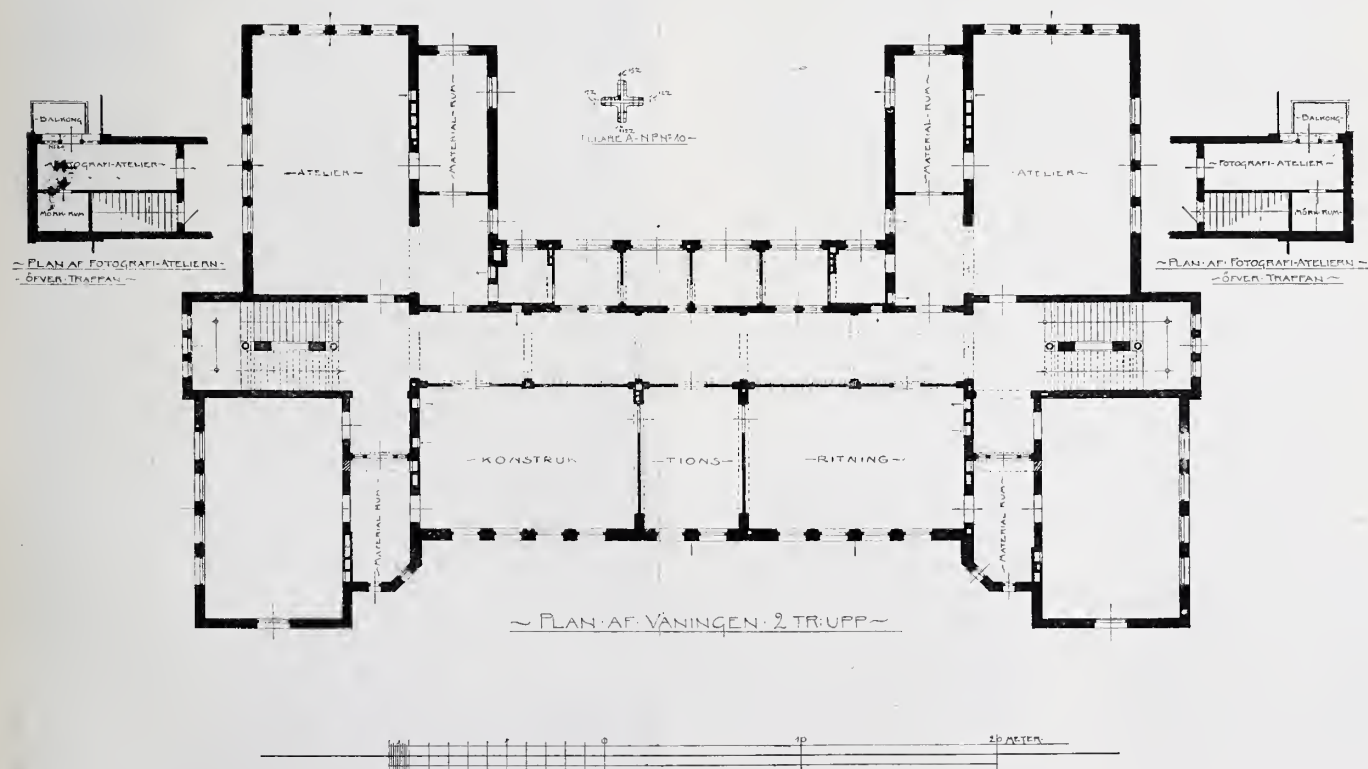 BALKONG
FOTOGRAFI-ATELIER
MÖRK-RUM
~ PLAN·AF·FOTOGRAFI-ATELIERN ~
~ ÖFVER·TRAPPAN ~
~ ATELIER ~
~ MATERIAL-RUM ~
~ MATERIAL-RUM ~
~ ATELIER ~
BALKONG
~ FOTOGRAFI-ATELIER ~
MÖRK-RUM
~ PLAN·AF·FOTOGRAFI-ATELIERN ~
~ ÖFVER·TRAPPAN ~
~ KONSTRUK
TIONS ~
~ RITNING ~
~ MATERIAL RUM ~
~ MATERIAL RUM ~
~ PLAN·AF·VÅNINGEN·2 TR:UPP ~
0 10 20 METER.